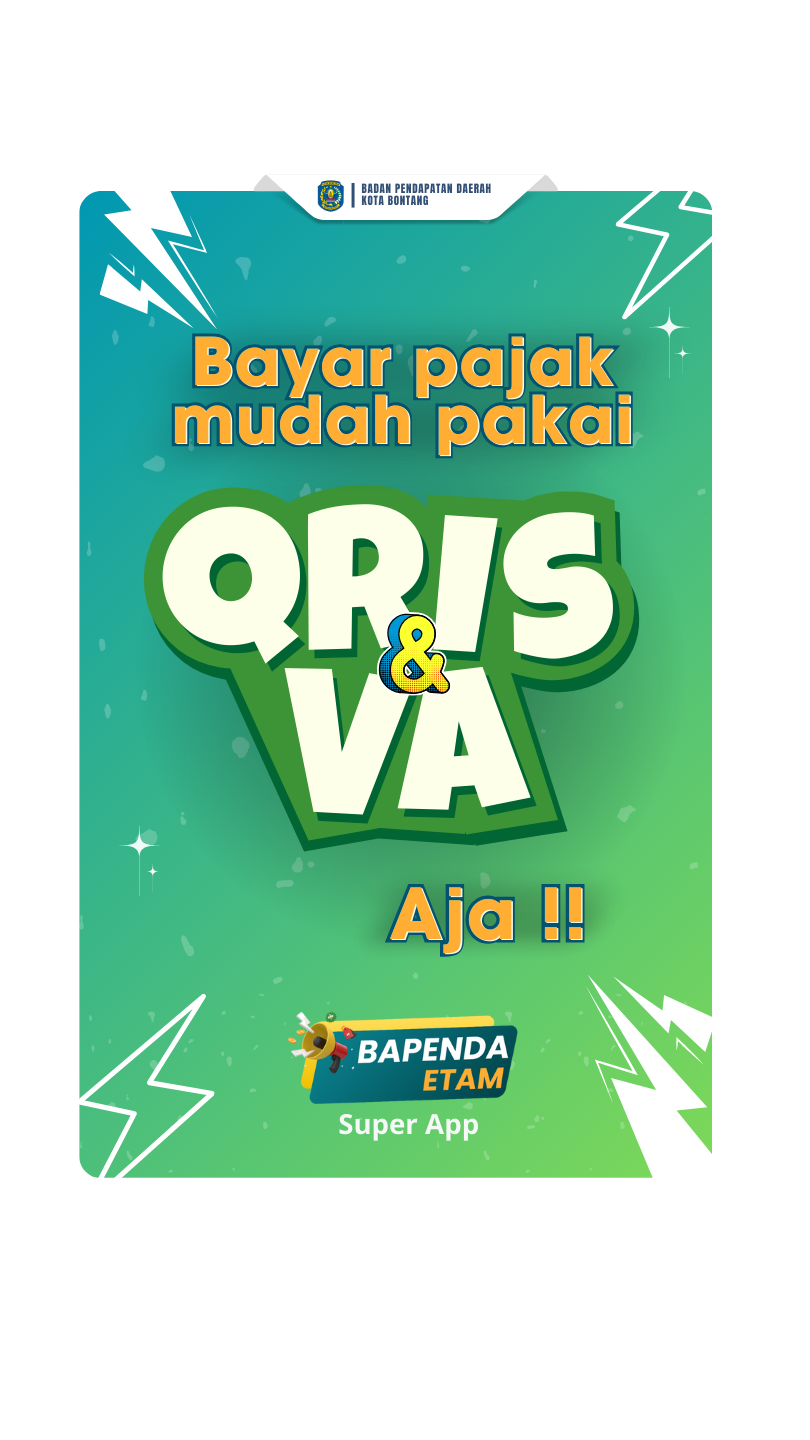 BADAN PENDAPATAN DAERAH
KOTA BONTANG
Bayar pajak
mudah pakai
QRIS
&
VA
Aja !!
BAPENDA
ETAM
Super App